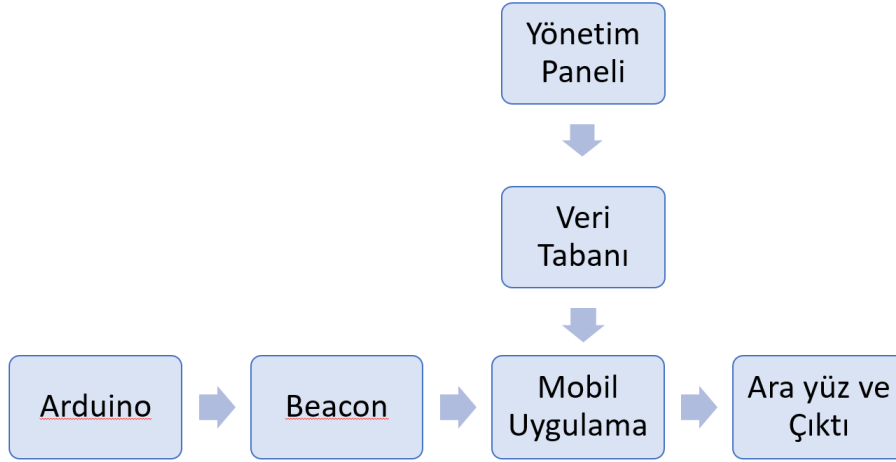 Yönetim
Paneli
Veri
Tabanı
Arduino
Beacon
Mobil
Uygulama
Ara yüz ve
Çıktı